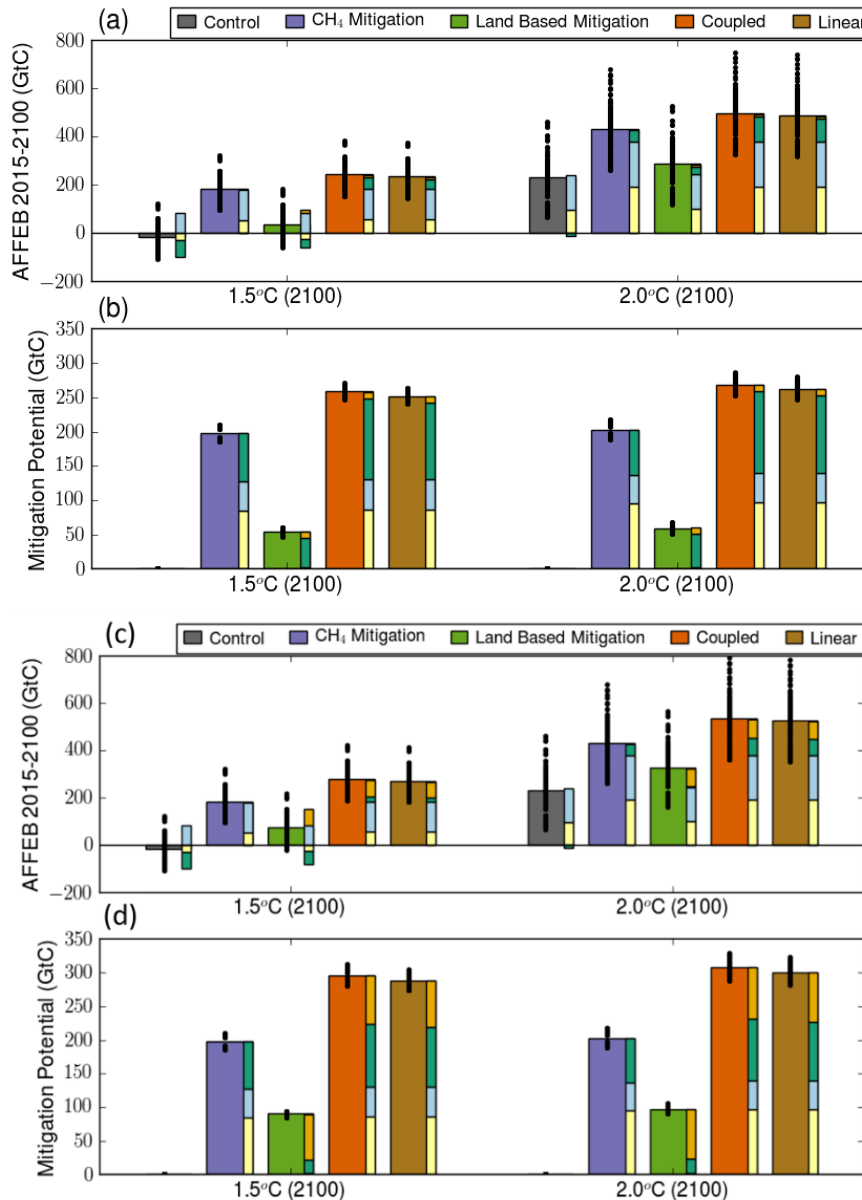 (a)
Control CH₄ Mitigation Land Based Mitigation Coupled Linear
AFFEB 2015-2100 (GtC)
800
600
400
200
0
−200
1.5°C (2100) 2.0°C (2100)
(b)
Mitigation Potential (GtC)
350
300
250
200
150
100
50
0
1.5°C (2100) 2.0°C (2100)
(c)
Control CH₄ Mitigation Land Based Mitigation Coupled Linear
AFFEB 2015-2100 (GtC)
800
600
400
200
0
−200
1.5°C (2100) 2.0°C (2100)
(d)
Mitigation Potential (GtC)
350
300
250
200
150
100
50
0
1.5°C (2100) 2.0°C (2100)